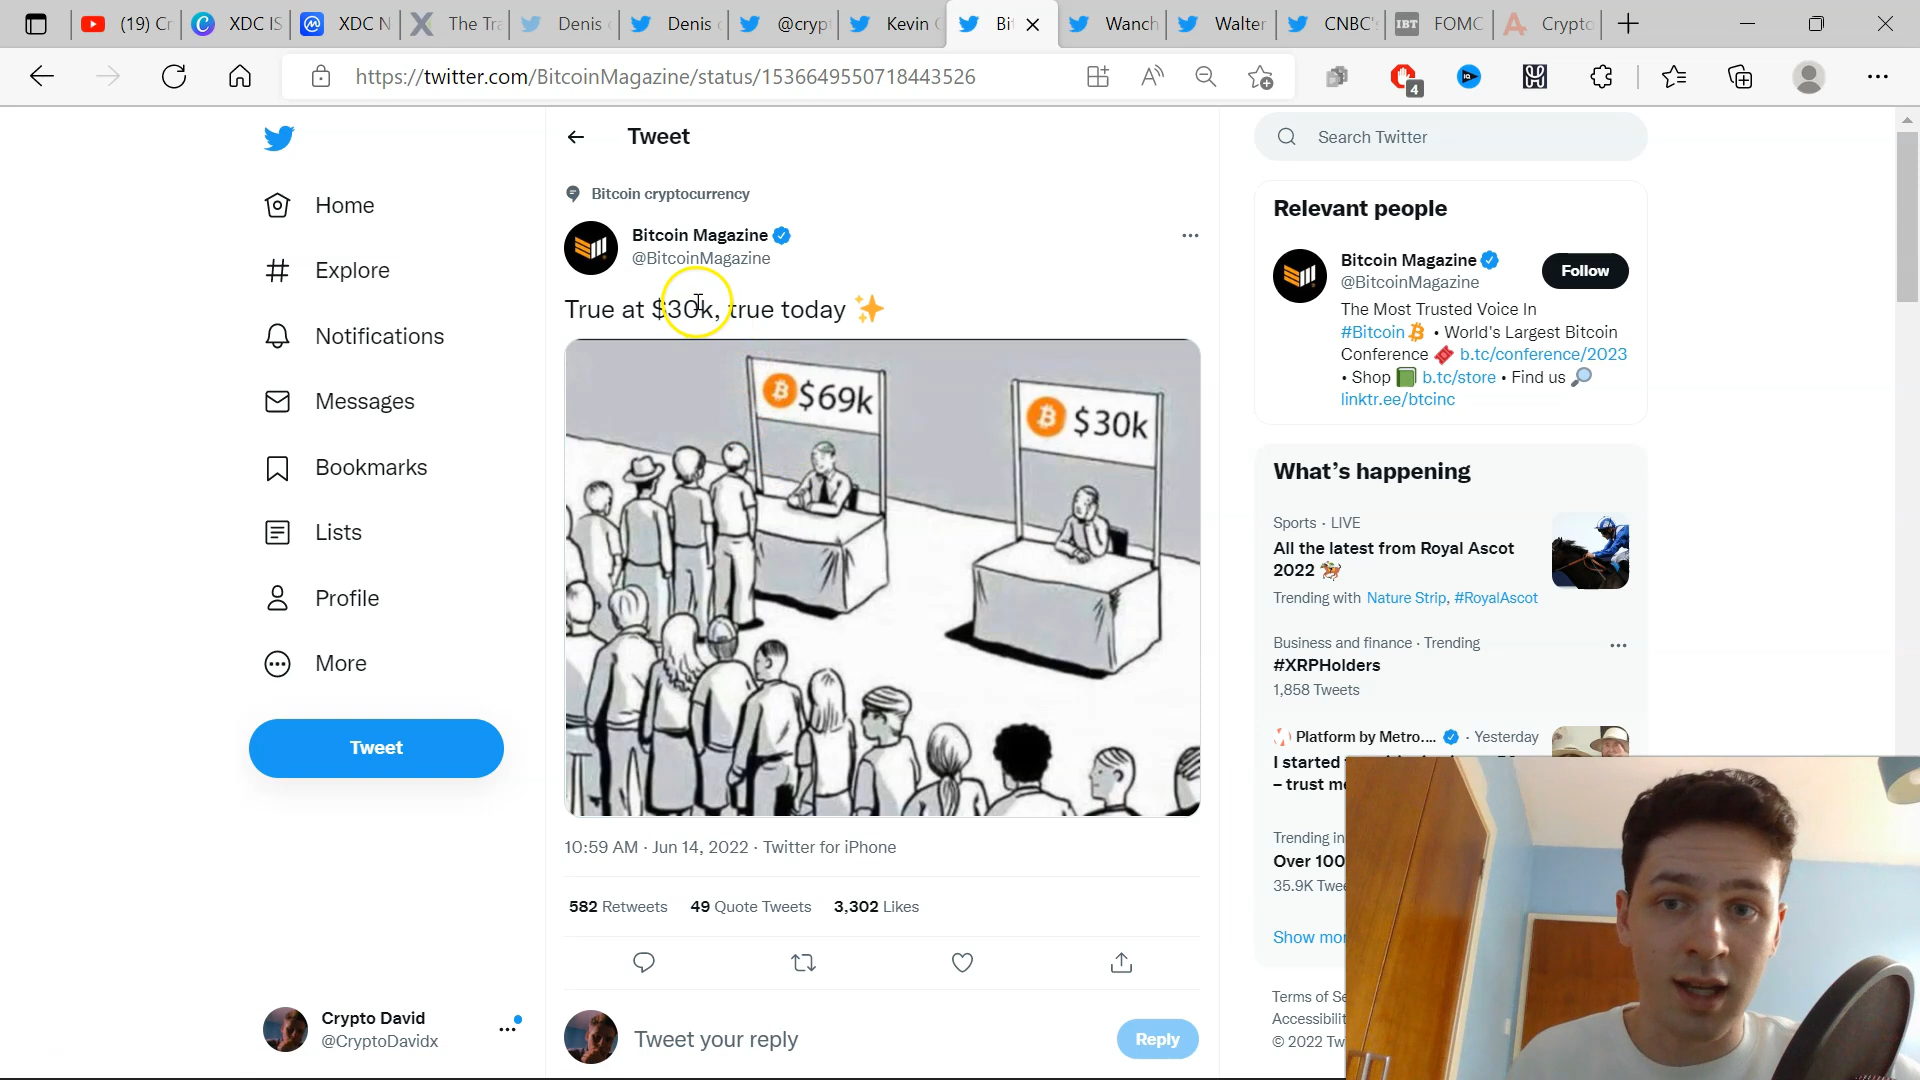 (19) Cr
XDC IS
XDC N
The Tra
Denis
Denis
@cryp
Kevin
Bi
Wanch
Walter
CNBC'
IBT
FOMC
Crypto
https://twitter.com/BitcoinMagazine/status/1536649550718443526
4
Home
Explore
Notifications
Messages
Bookmarks
Lists
Profile
More
Tweet
Crypto David
@CryptoDavidx
Tweet
Bitcoin cryptocurrency
Bitcoin Magazine
@BitcoinMagazine
True at $30k, true today ✨
$69k
$30k
10:59 AM · Jun 14, 2022 · Twitter for iPhone
582 Retweets 49 Quote Tweets 3,302 Likes
Tweet your reply
Reply
Search Twitter
Relevant people
Bitcoin Magazine
@BitcoinMagazine
Follow
The Most Trusted Voice In
#Bitcoin • World's Largest Bitcoin
Conference 🎟️ b.tc/conference/2023
• Shop 📗 b.tc/store • Find us 🔎
linktr.ee/btcinc
What's happening
Sports · LIVE
All the latest from Royal Ascot
2022 🏇
Trending with Nature Strip, #RoyalAscot
Business and finance · Trending
#XRPHolders
1,858 Tweets
Platform by Metro.... · Yesterday
I started
– trust me
Trending in
Over 100
35.9K Twe
Show mor
Terms of Se
Accessibilit
© 2022 Tw